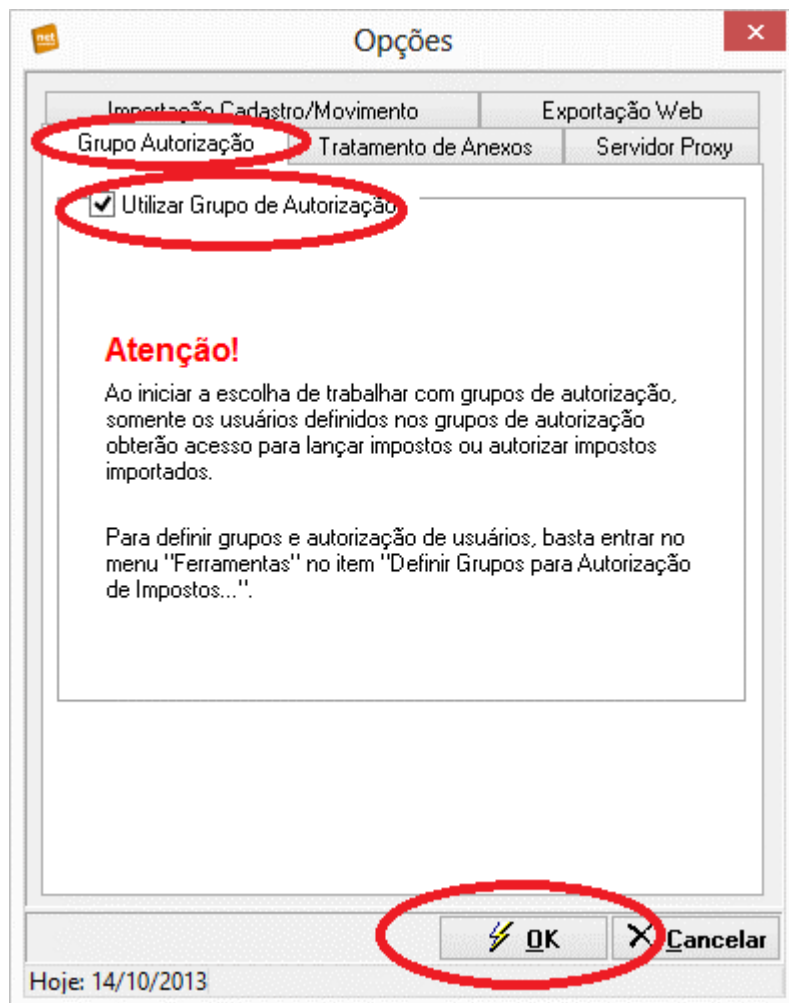 net
Opções
Importação Cadastro/Movimento
Exportação Web
Grupo Autorização
Tratamento de Anexos
Servidor Proxy
Utilizar Grupo de Autorização
Atenção!
Ao iniciar a escolha de trabalhar com grupos de autorização,
somente os usuários definidos nos grupos de autorização
obterão acesso para lançar impostos ou autorizar impostos
importados.
Para definir grupos e autorização de usuários, basta entrar no
menu "Ferramentas" no item "Definir Grupos para Autorização
de Impostos...".
OK
Cancelar
Hoje: 14/10/2013